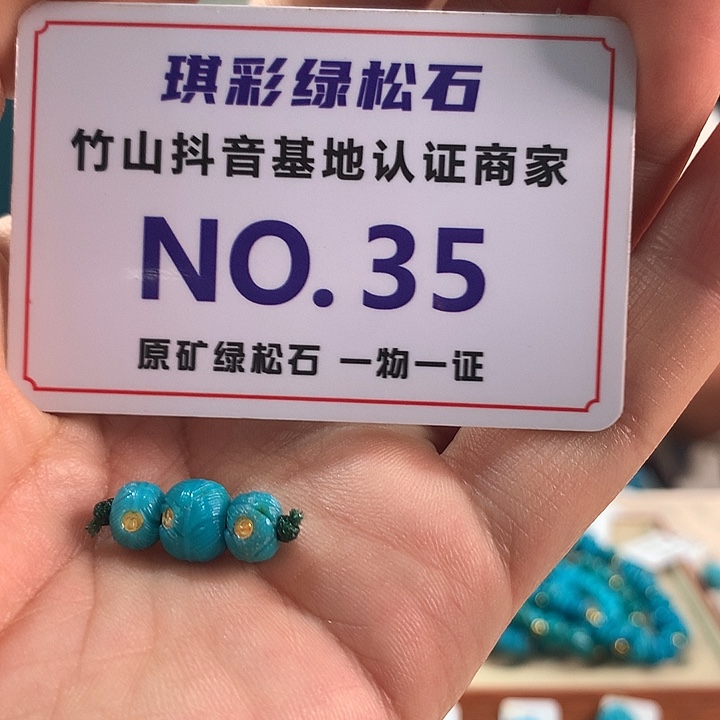 琪彩绿松石
竹山抖音基地认证商家
NO. 35
原矿绿松石 一物一证